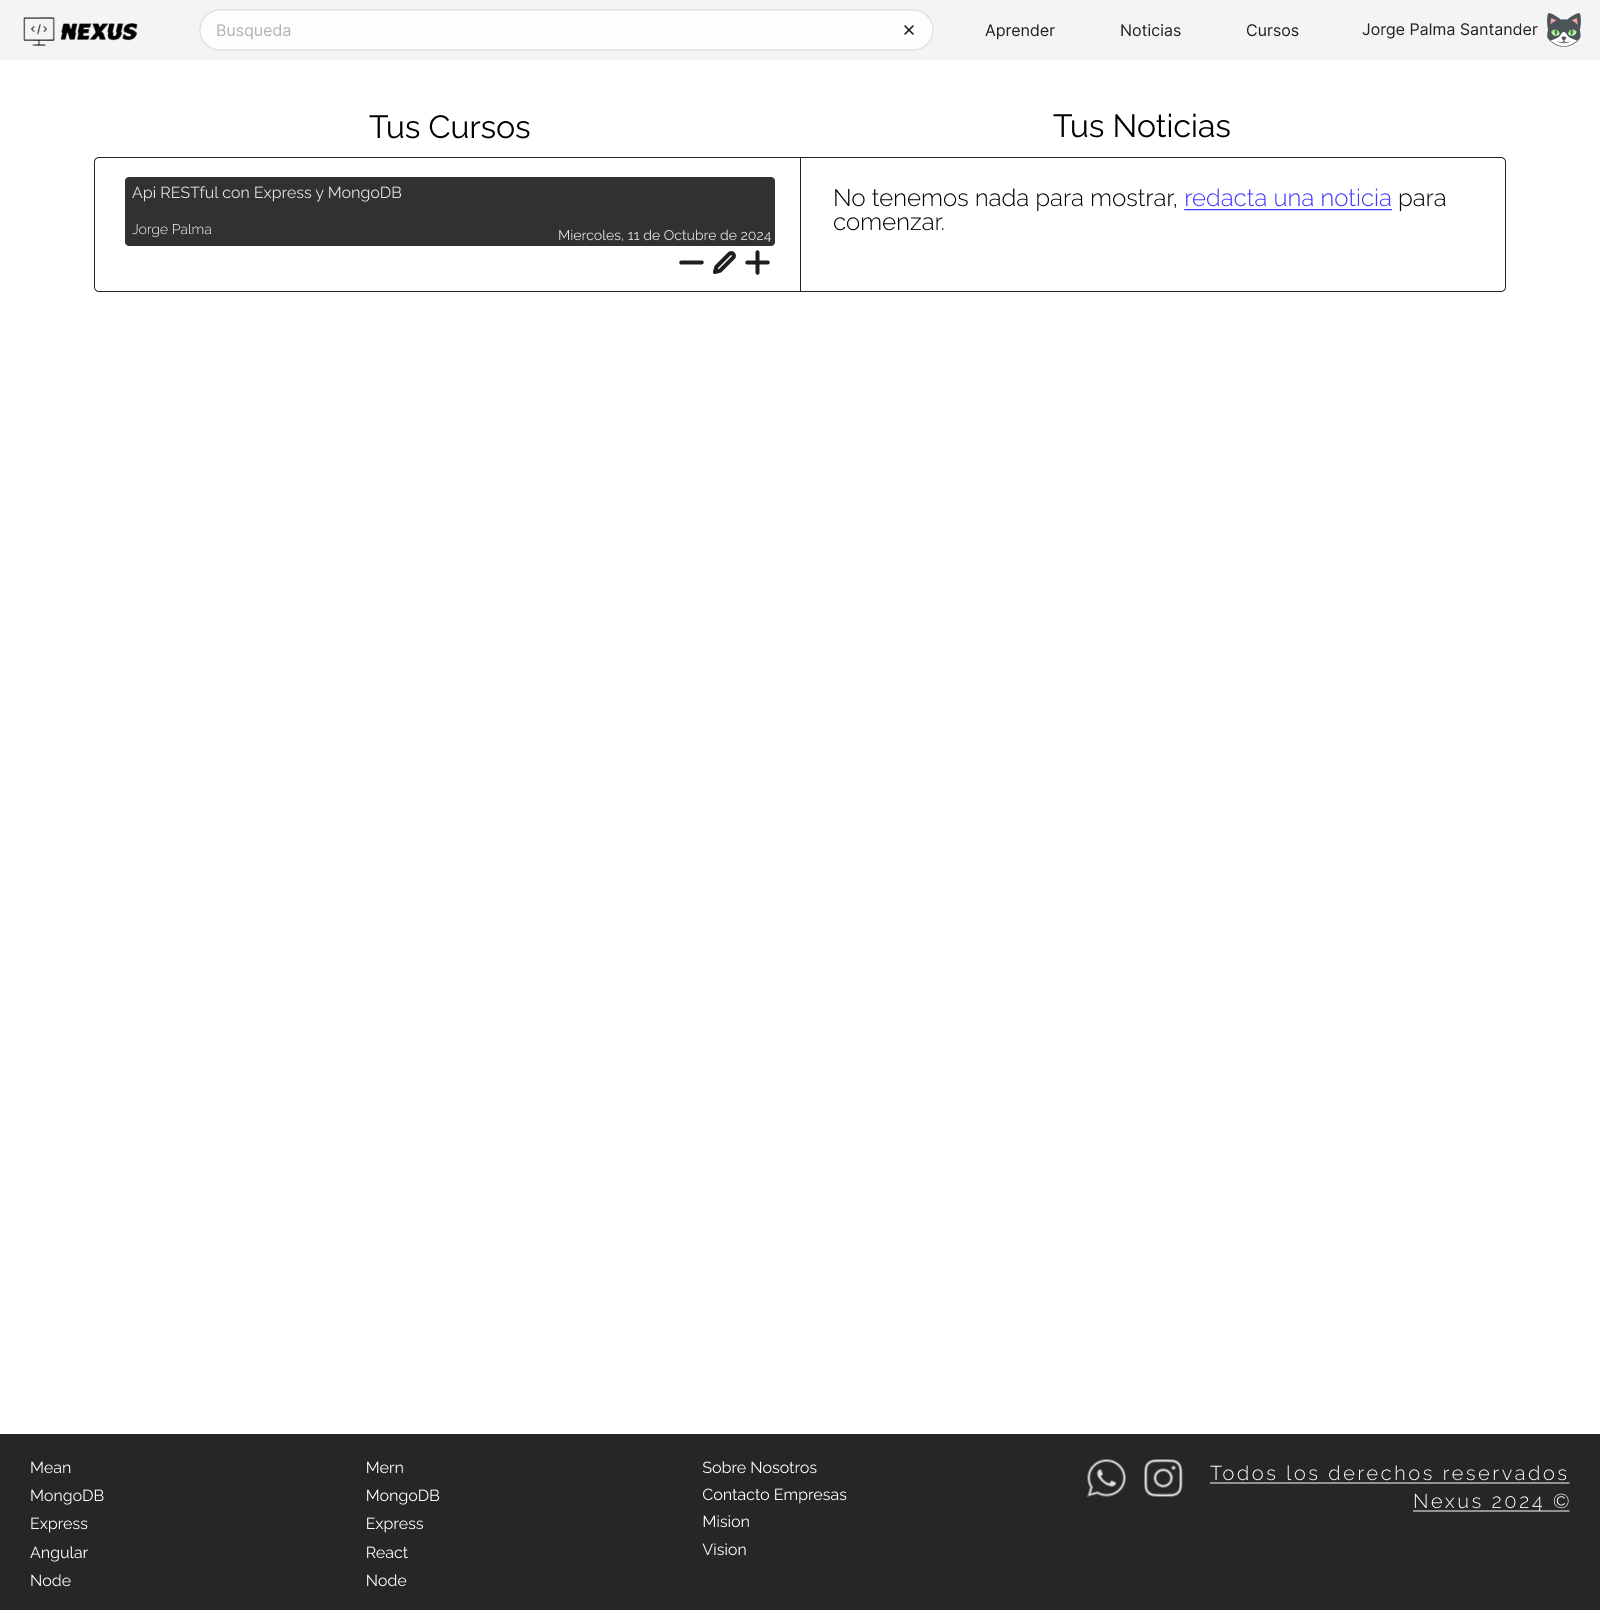 </> NEXUS
Busqueda
Aprender
Noticias
Cursos
Jorge Palma Santander
Tus Cursos
Api RESTful con Express y MongoDB
Jorge Palma
Miercoles, 11 de Octubre de 2024
Tus Noticias
No tenemos nada para mostrar, redacta una noticia para
comenzar.
Mean
MongoDB
Express
Angular
Node
Mern
MongoDB
Express
React
Node
Sobre Nosotros
Contacto Empresas
Mision
Vision
Todos los derechos reservados
Nexus 2024 ©